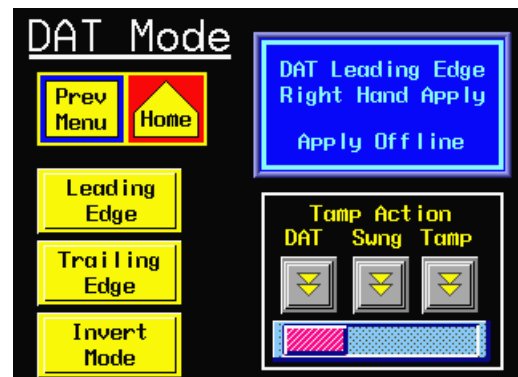 DAT Mode
Prev
Menu
Home
DAT Leading Edge
Right Hand Apply
Apply Offline
Leading
Edge
Trailing
Edge
Invert
Mode
Tamp Action
DAT Swng Tamp